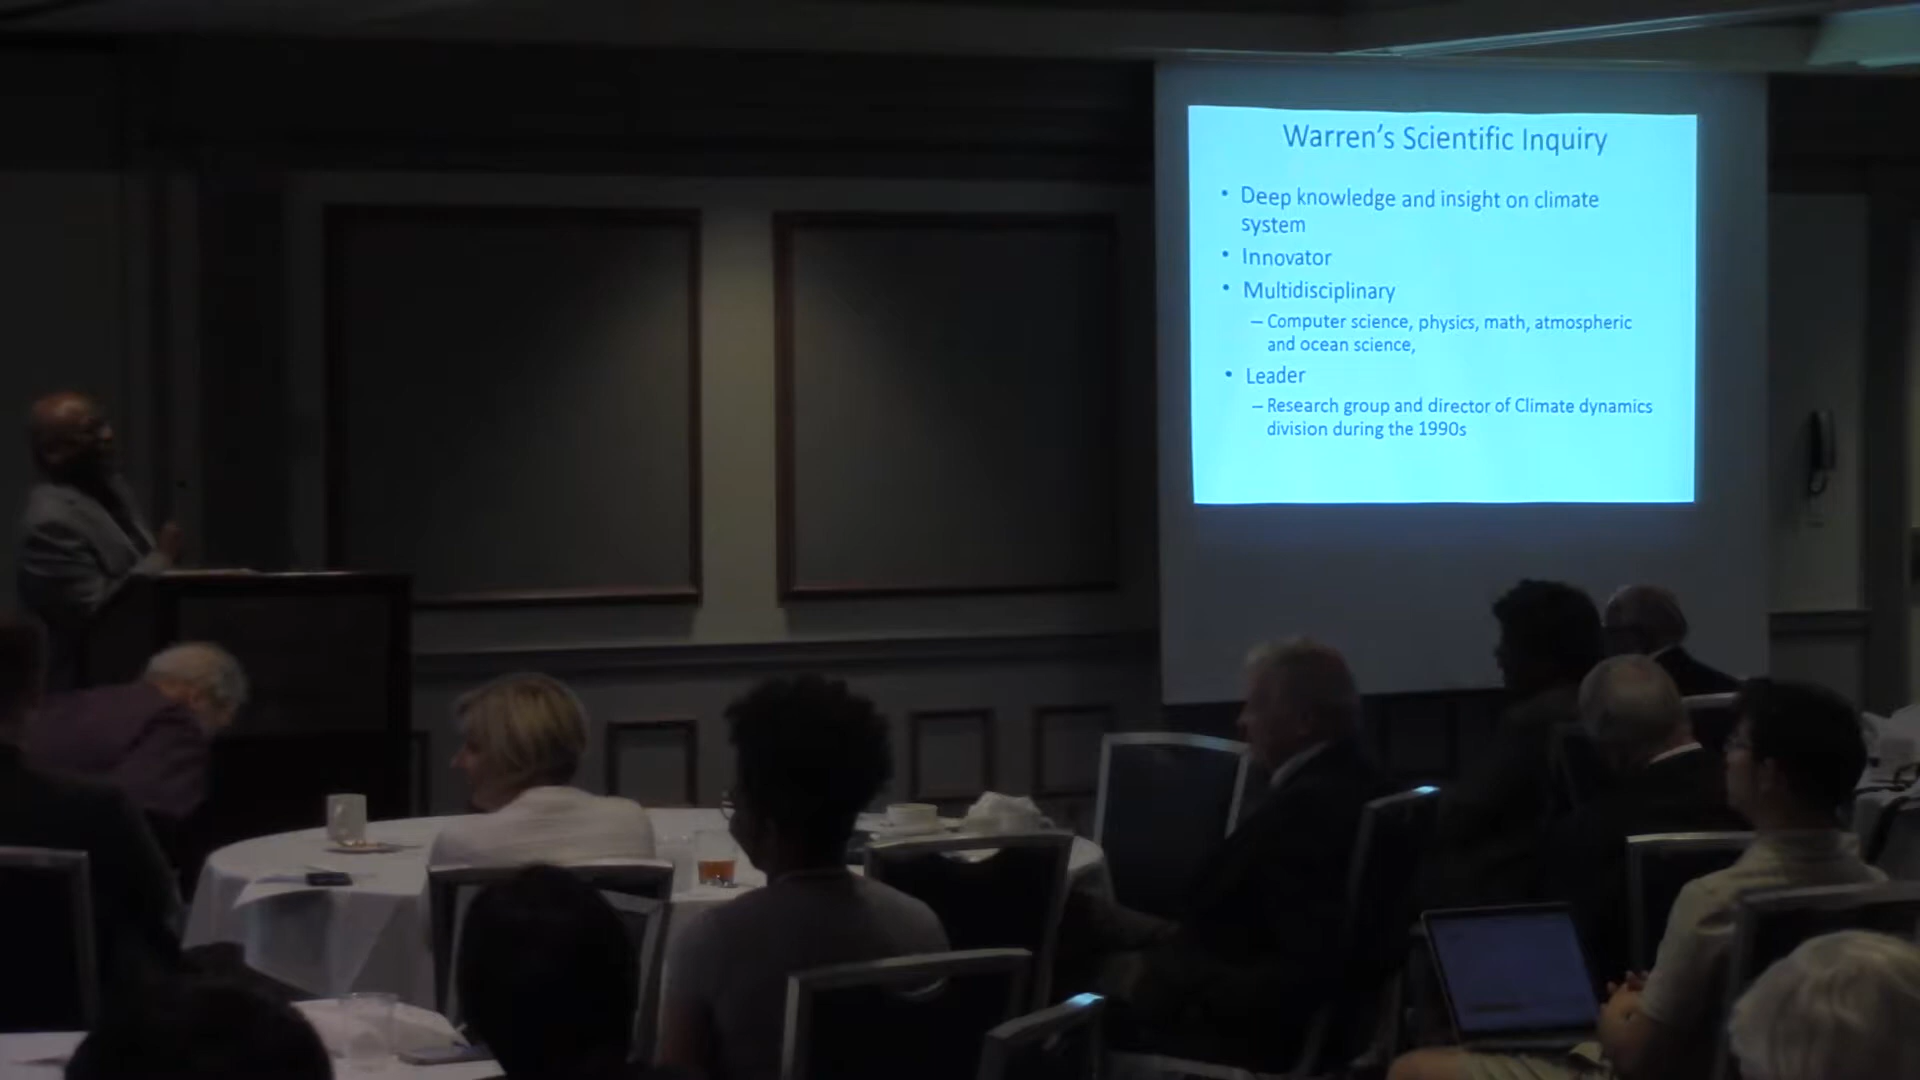 Warren's Scientific Inquiry
• Deep knowledge and insight on climate
system
• Innovator
• Multidisciplinary
– Computer science, physics, math, atmospheric
and ocean science,
• Leader
– Research group and director of Climate dynamics
division during the 1990s